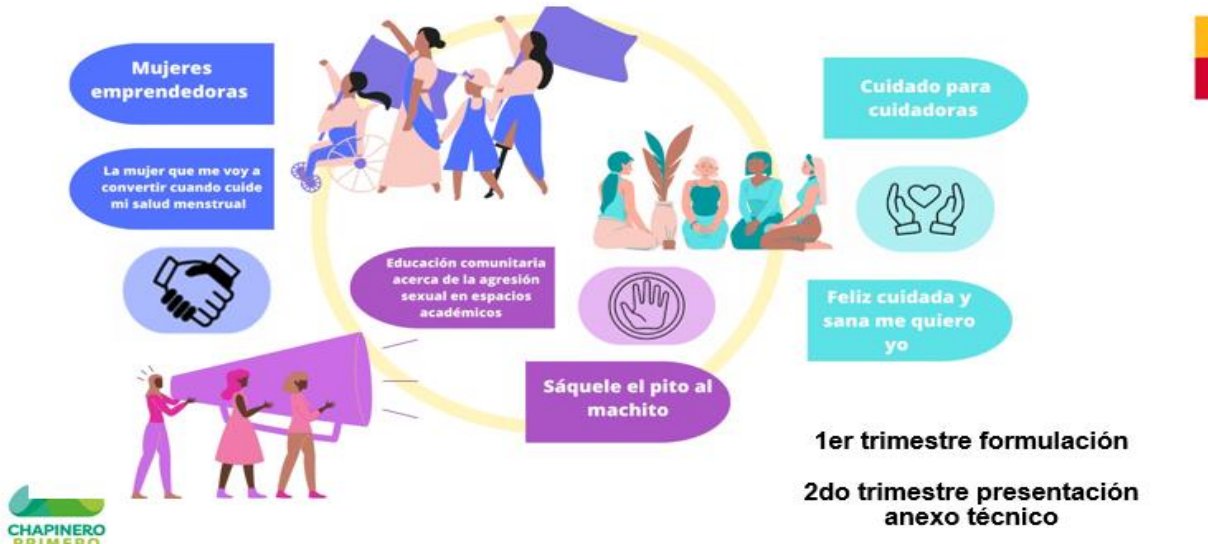 Mujeres
emprendedoras
La mujer que me voy a
convertir cuando cuide
mi salud menstrual
Educación comunitaria
acerca de la agresión
sexual en espacios
académicos
Sáquele el pito al
machito
Cuidado para
cuidadoras
Feliz cuidada y
sana me quiero
yo
1er trimestre formulación
2do trimestre presentación
anexo técnico
CHAPINERO
PRIMERO